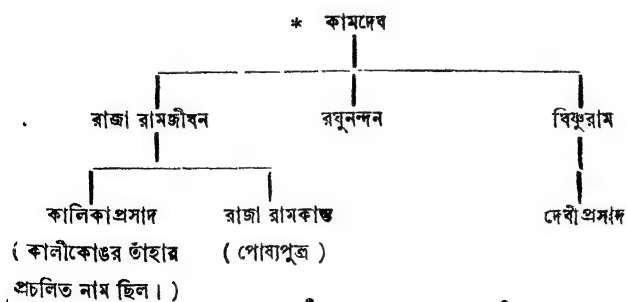 * কামদেব
রাজা রামজীবন রঘুনন্দন বিষ্ণুরাম
কালিকাপ্রসাদ রাজা রামকান্ত দেবীপ্রসাদ
( কালীকোঙর তাঁহার ( পোষ্যপুত্র )
প্রচলিত নাম ছিল। )